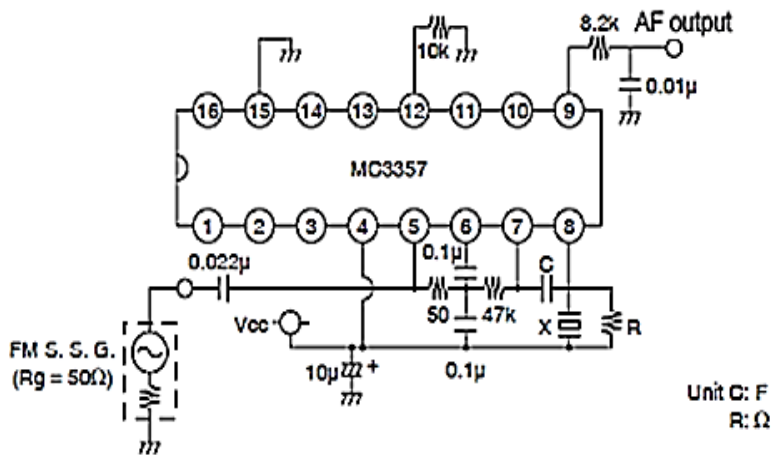 8.2k AF output
10k
0.01μ
16 15 14 13 12 11 10 9
MC3357
1 2 3 4 5 6 7 8
0.022μ
0.1μ
C
50
47k
Vcc
X
R
FM S. S. G.
(Rg = 50Ω)
10μ
+
0.1μ
Unit C: F
R: Ω